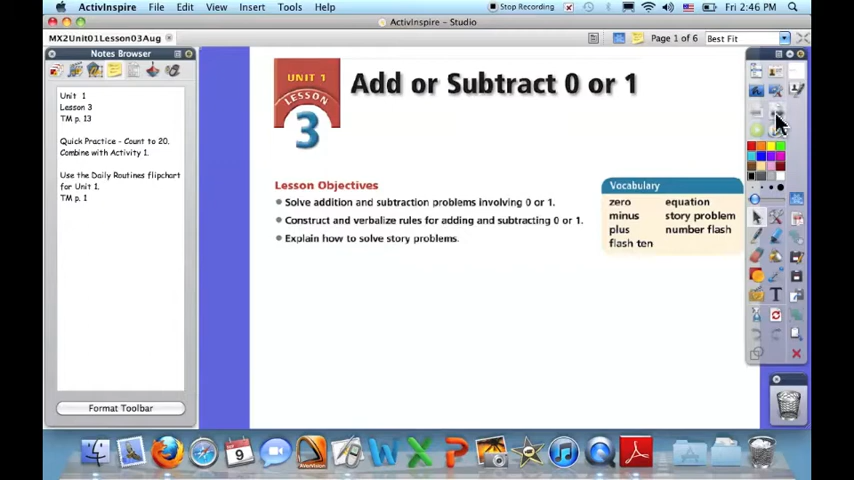 ActivInspire File Edit View Insert Tools Help Stop Recording Fri 2:46 PM
ActivInspire - Studio
MX2Unit01Lesson03Aug
Page 1 of 6 Best Fit
Notes Browser
Unit 1
Lesson 3
TM p. 13
Quick Practice - Count to 20.
Combine with Activity 1.
Use the Daily Routines flipchart
for Unit 1.
TM p. 1
Format Toolbar
UNIT 1
LESSON
3
Add or Subtract 0 or 1
Lesson Objectives
Solve addition and subtraction problems involving 0 or 1.
Construct and verbalize rules for adding and subtracting 0 or 1.
Explain how to solve story problems.
Vocabulary
zero equation
minus story problem
plus number flash
flash ten
T
9